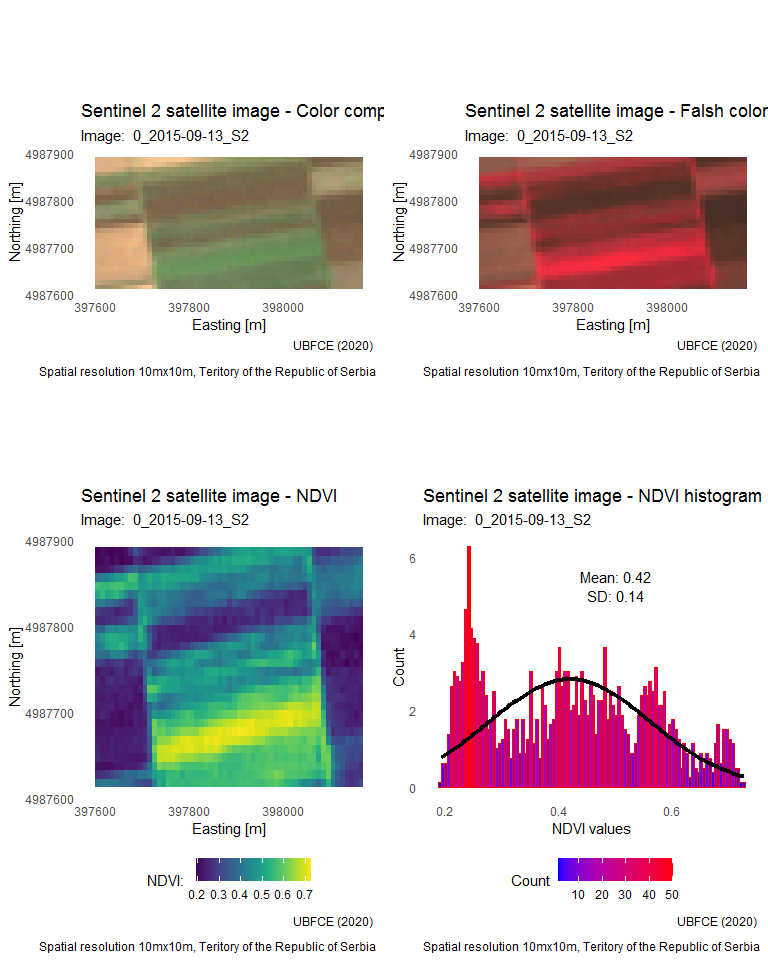 Sentinel 2 satellite image - Color comp
Image:  0_2015-09-13_S2
4987900
4987800
4987700
4987600
Northing [m]
397600 397800 398000
Easting [m]
UBFCE (2020)
Spatial resolution 10mx10m, Teritory of the Republic of Serbia
Sentinel 2 satellite image - Falsh color
Image:  0_2015-09-13_S2
4987900
4987800
4987700
4987600
Northing [m]
397600 397800 398000
Easting [m]
UBFCE (2020)
Spatial resolution 10mx10m, Teritory of the Republic of Serbia
Sentinel 2 satellite image - NDVI
Image:  0_2015-09-13_S2
4987900
4987800
4987700
4987600
Northing [m]
397600 397800 398000
Easting [m]
NDVI:
0.2 0.3 0.4 0.5 0.6 0.7
UBFCE (2020)
Spatial resolution 10mx10m, Teritory of the Republic of Serbia
Sentinel 2 satellite image - NDVI histogram
Image:  0_2015-09-13_S2
Mean: 0.42
SD: 0.14
6
4
2
0
Count
0.2 0.4 0.6
NDVI values
Count
10 20 30 40 50
UBFCE (2020)
Spatial resolution 10mx10m, Teritory of the Republic of Serbia